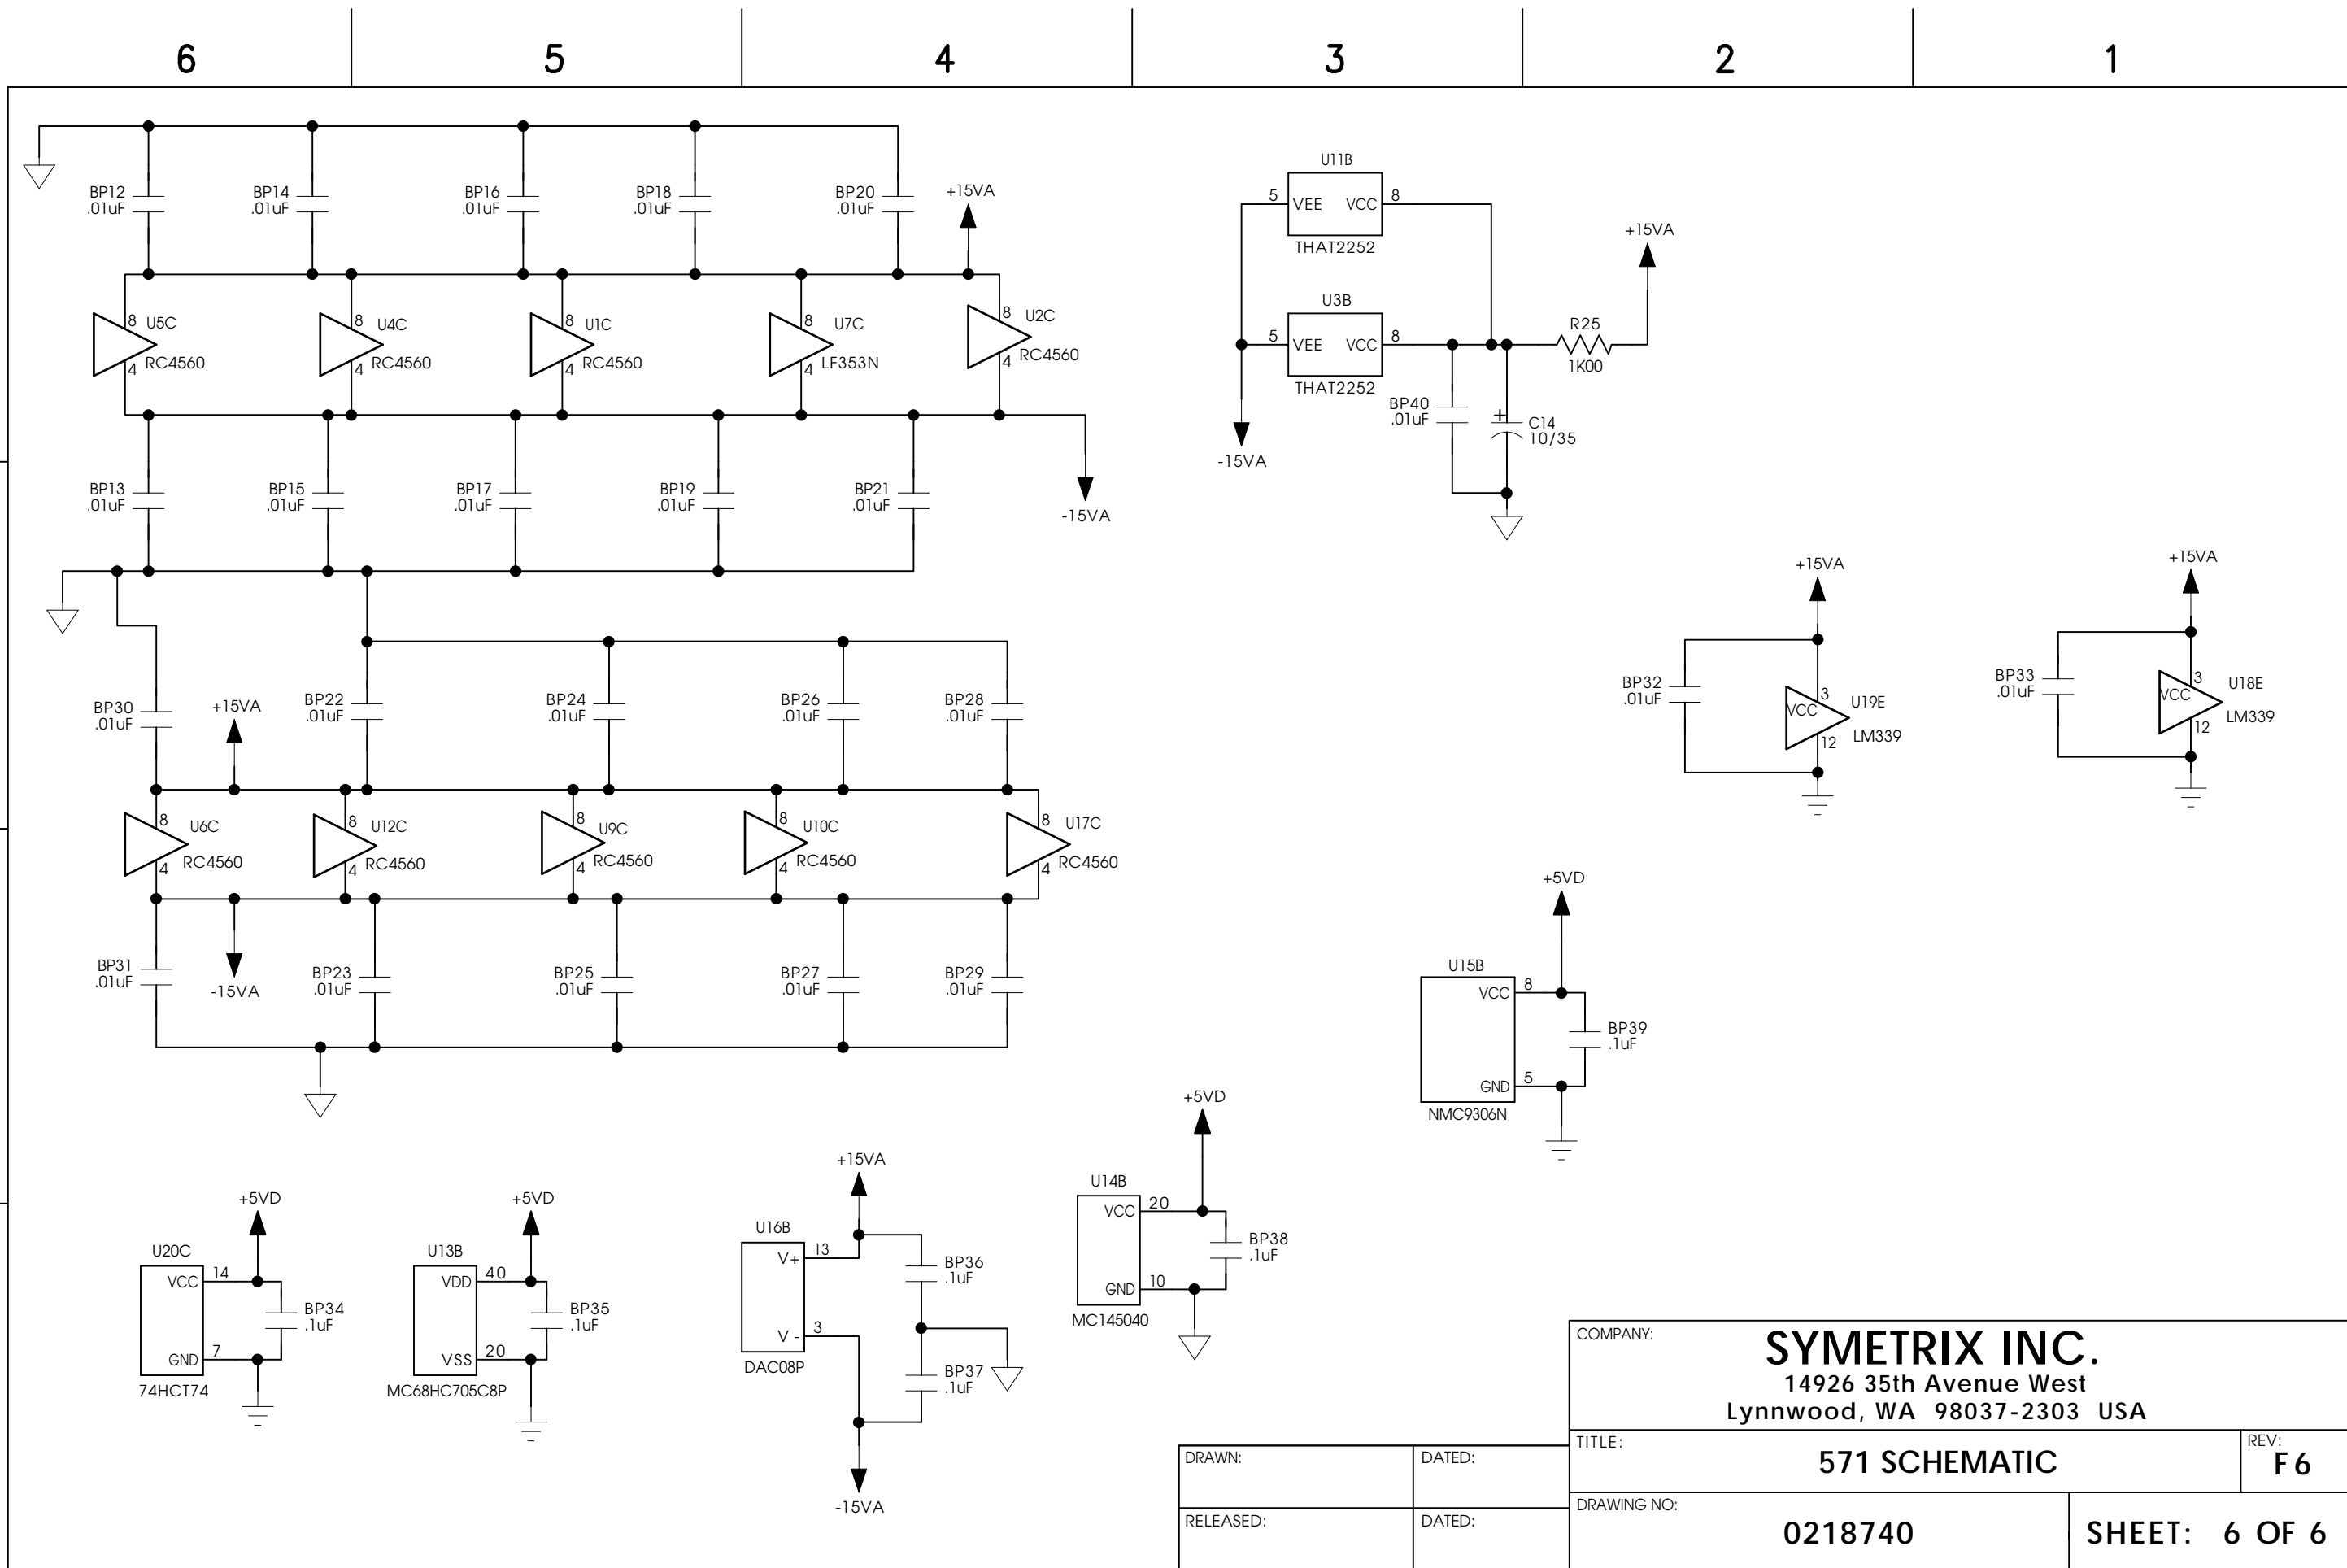 6 5 4 3 2 1
BP12
.01uF
BP14
.01uF
BP16
.01uF
BP18
.01uF
BP20
.01uF
+15VA
8
U5C
4
RC4560
8
U4C
4
RC4560
8
U1C
4
RC4560
8
U7C
4
LF353N
8
U2C
4
RC4560
BP13
.01uF
BP15
.01uF
BP17
.01uF
BP19
.01uF
BP21
.01uF
-15VA
U11B
5 VEE VCC 8
THAT2252
U3B
5 VEE VCC 8
THAT2252
-15VA
+15VA
R25
1K00
BP40
.01uF
+
C14
10/35
+15VA
BP32
.01uF
3
VCC
U19E
12
LM339
+15VA
BP33
.01uF
3
VCC
U18E
12
LM339
BP30
.01uF
+15VA
BP22
.01uF
BP24
.01uF
BP26
.01uF
BP28
.01uF
8
U6C
4
RC4560
8
U12C
4
RC4560
8
U9C
4
RC4560
8
U10C
4
RC4560
8
U17C
4
RC4560
BP31
.01uF
-15VA
BP23
.01uF
BP25
.01uF
BP27
.01uF
BP29
.01uF
+5VD
U15B
VCC 8
GND 5
NMC9306N
BP39
.1uF
+5VD
U20C
VCC 14
GND 7
74HCT74
BP34
.1uF
+5VD
U13B
VDD 40
VSS 20
MC68HC705C8P
BP35
.1uF
+15VA
U16B
V+ 13
V - 3
DAC08P
BP36
.1uF
BP37
.1uF
-15VA
+5VD
U14B
VCC 20
GND 10
MC145040
BP38
.1uF
COMPANY:
SYMETRIX INC.
14926 35th Avenue West
Lynnwood, WA 98037-2303 USA
TITLE:
571 SCHEMATIC
REV:
F6
DRAWN: DATED:
RELEASED: DATED:
DRAWING NO:
0218740
SHEET: 6 OF 6